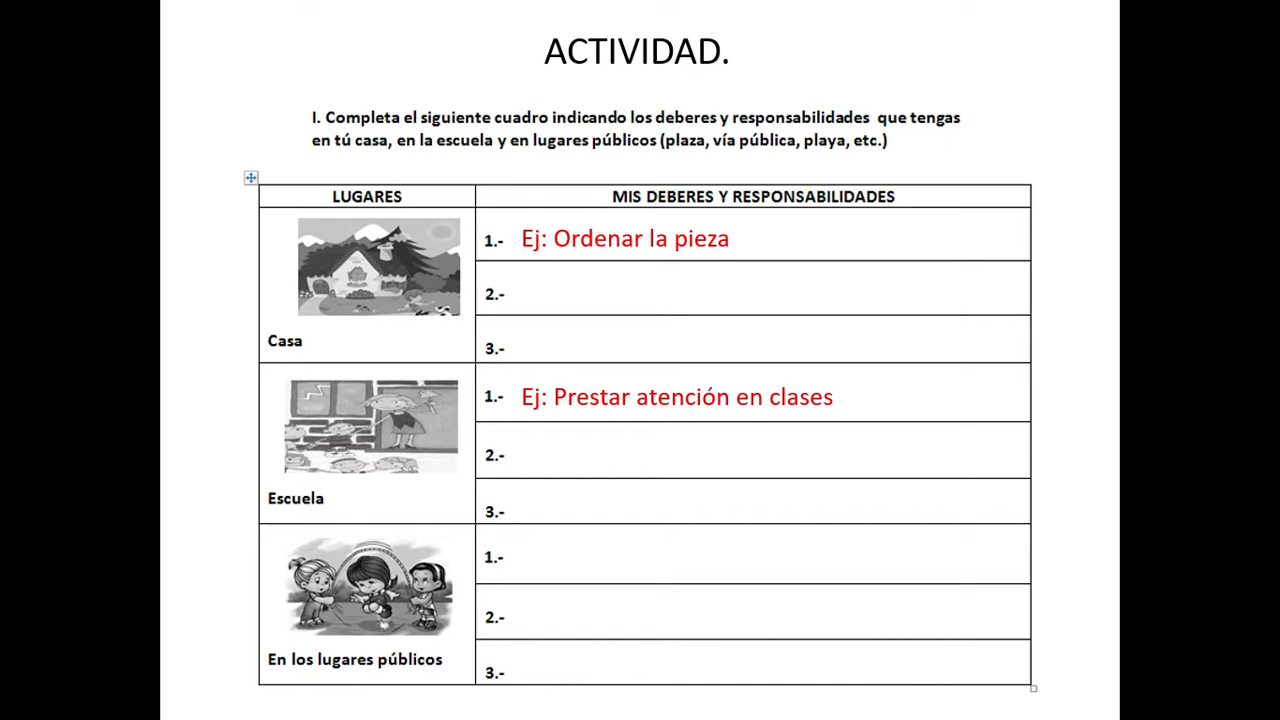 ACTIVIDAD.
I. Completa el siguiente cuadro indicando los deberes y responsabilidades que tengas
en tú casa, en la escuela y en lugares públicos (plaza, vía pública, playa, etc.)
LUGARES MIS DEBERES Y RESPONSABILIDADES
1.- Ej: Ordenar la pieza
2.-
3.-
Casa
1.- Ej: Prestar atención en clases
2.-
3.-
Escuela
1.-
2.-
3.-
En los lugares públicos